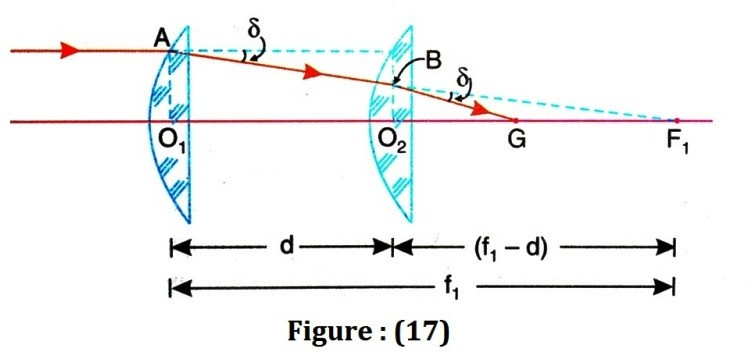 A
δ
B
δ
O₁
O₂
G
F₁
d
(f₁ – d)
f₁
Figure : (17)